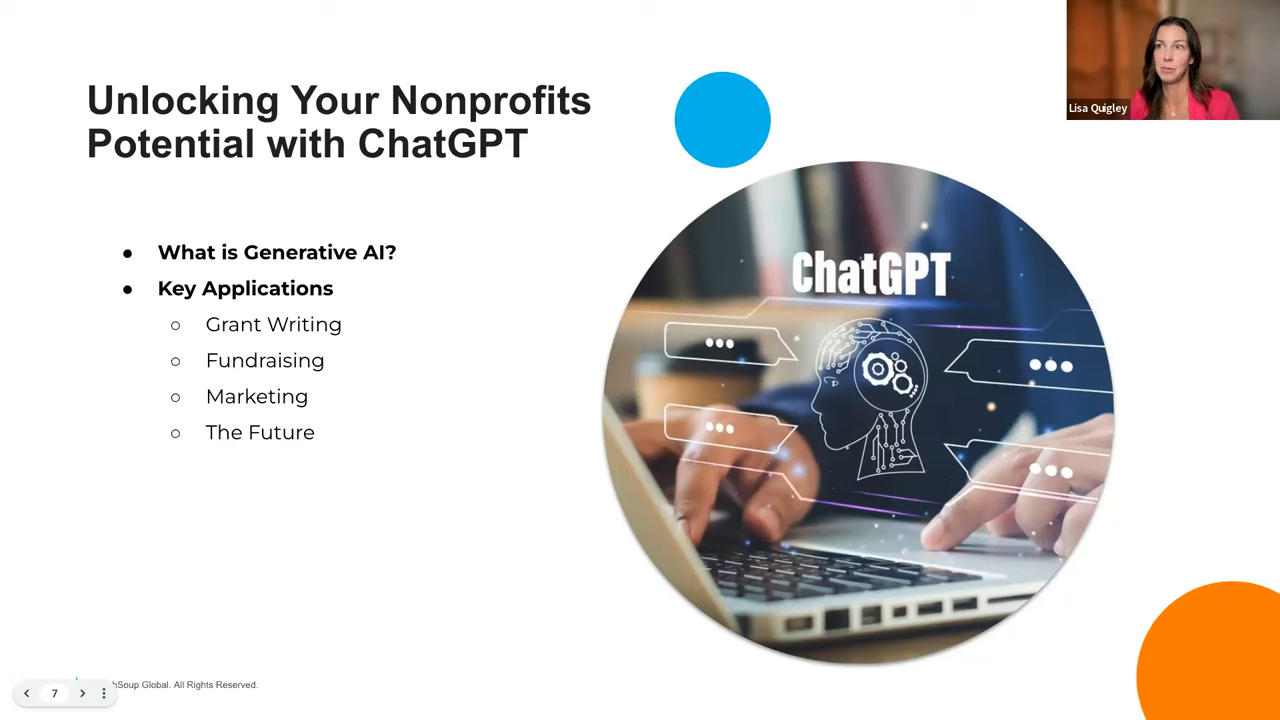 Unlocking Your Nonprofits
Potential with ChatGPT
Lisa Quigley
● What is Generative AI?
● Key Applications
○ Grant Writing
○ Fundraising
○ Marketing
○ The Future
ChatGPT
7
Soup Global. All Rights Reserved.